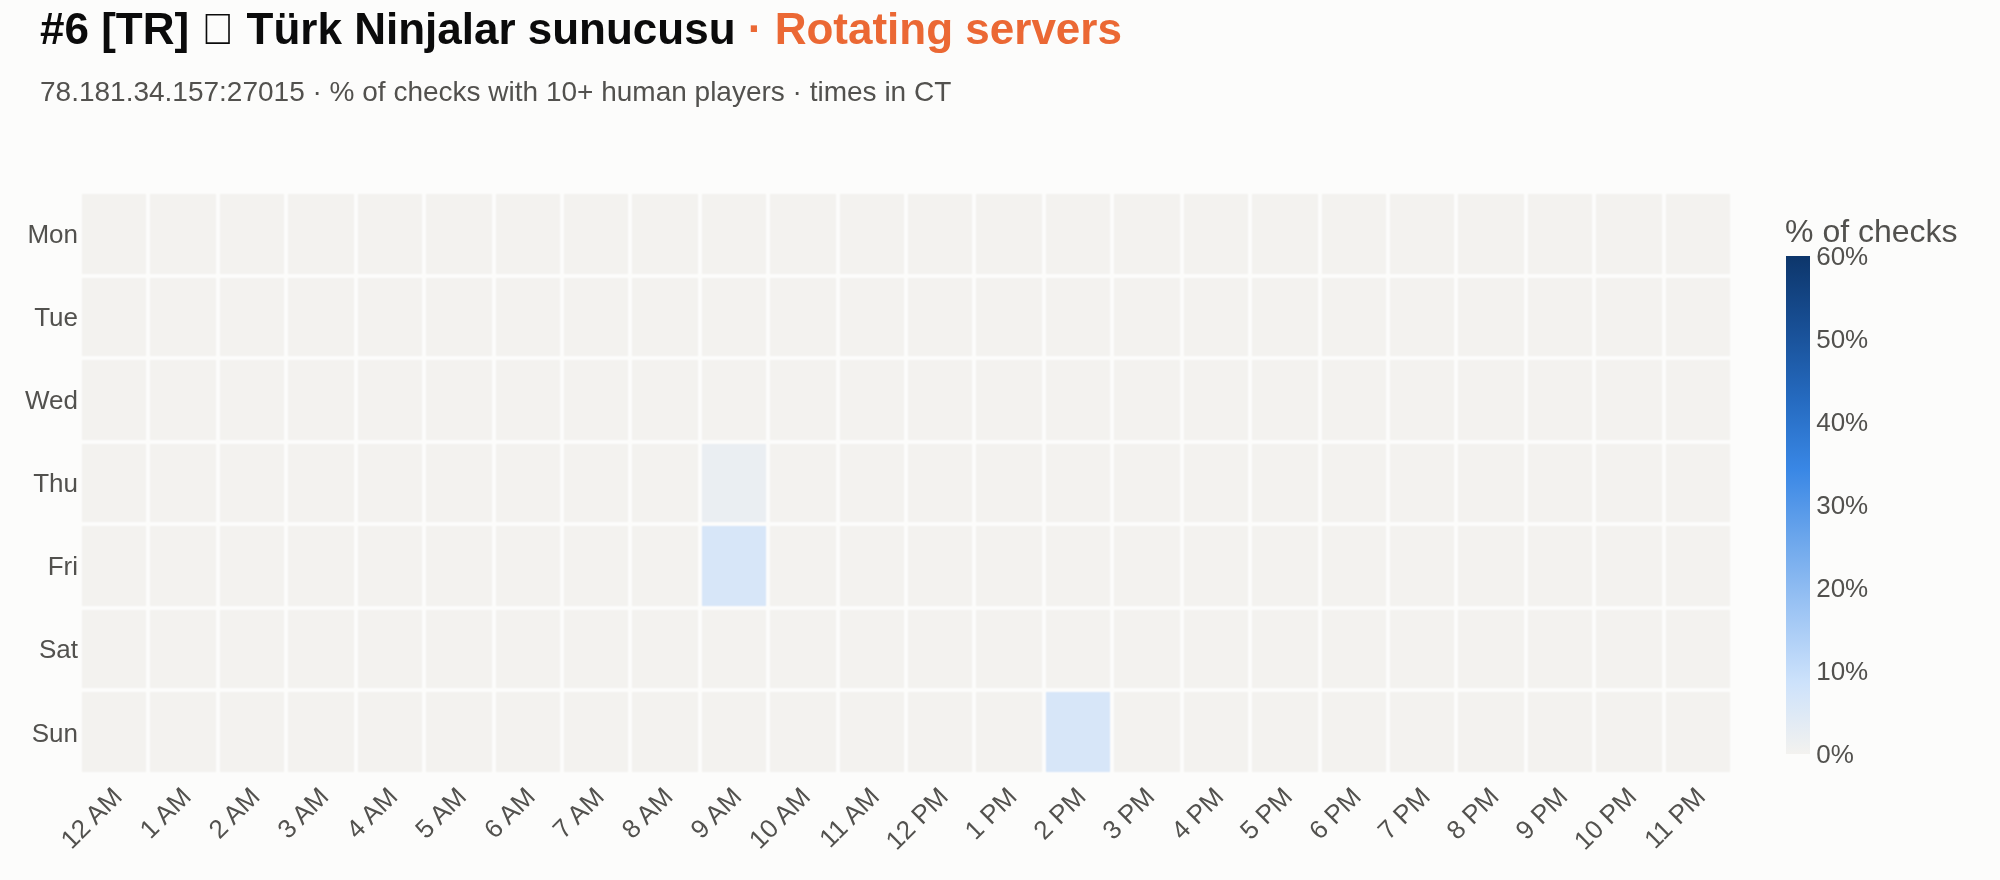 #6 [TR] Türk Ninjalar sunucusu · Rotating servers
78.181.34.157:27015 · % of checks with 10+ human players · times in CT
% of checks
60%
50%
40%
30%
20%
10%
0%
Mon
Tue
Wed
Thu
Fri
Sat
Sun
12 AM
1 AM
2 AM
3 AM
4 AM
5 AM
6 AM
7 AM
8 AM
9 AM
10 AM
11 AM
12 PM
1 PM
2 PM
3 PM
4 PM
5 PM
6 PM
7 PM
8 PM
9 PM
10 PM
11 PM